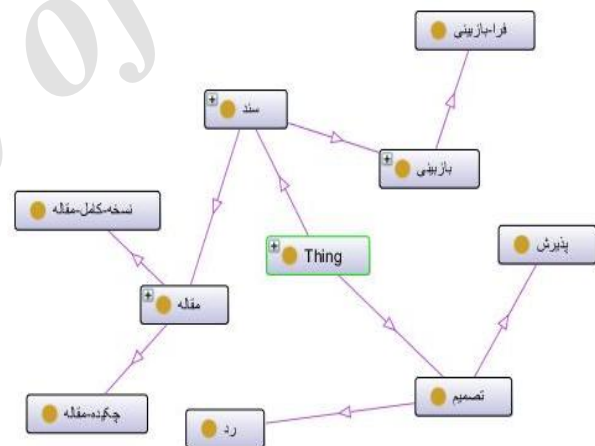 فرا-بازبینی
سند
بازبینی
نسخه-کامل-مقاله
Thing
پذیرش
مقاله
تصمیم
چکیده-مقاله
رد